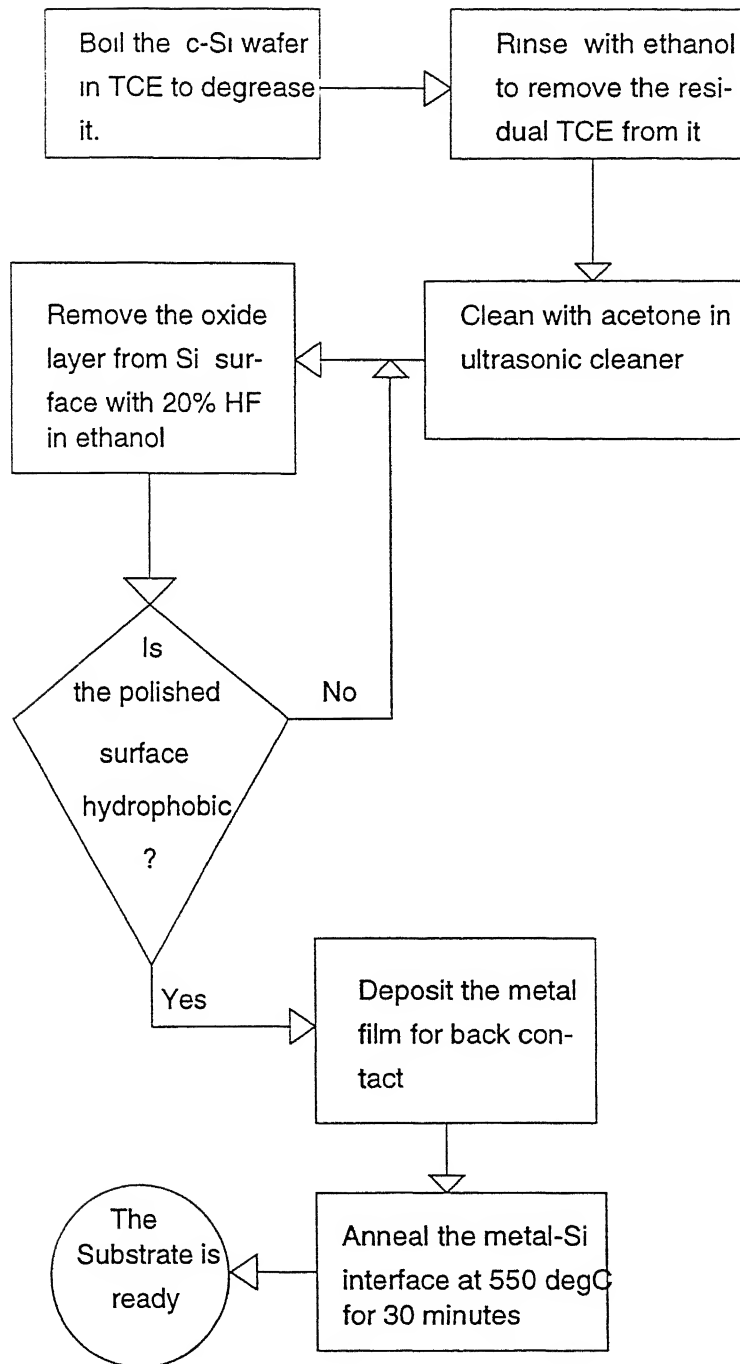 Boil the c-Si wafer
in TCE to degrease
it.
Rinse with ethanol
to remove the resi-
dual TCE from it
Clean with acetone in
ultrasonic cleaner
Remove the oxide
layer from Si sur-
face with 20% HF
in ethanol
Is
the polished
surface
hydrophobic
?
No
Yes
Deposit the metal
film for back con-
tact
Anneal the metal-Si
interface at 550 degC
for 30 minutes
The
Substrate is
ready